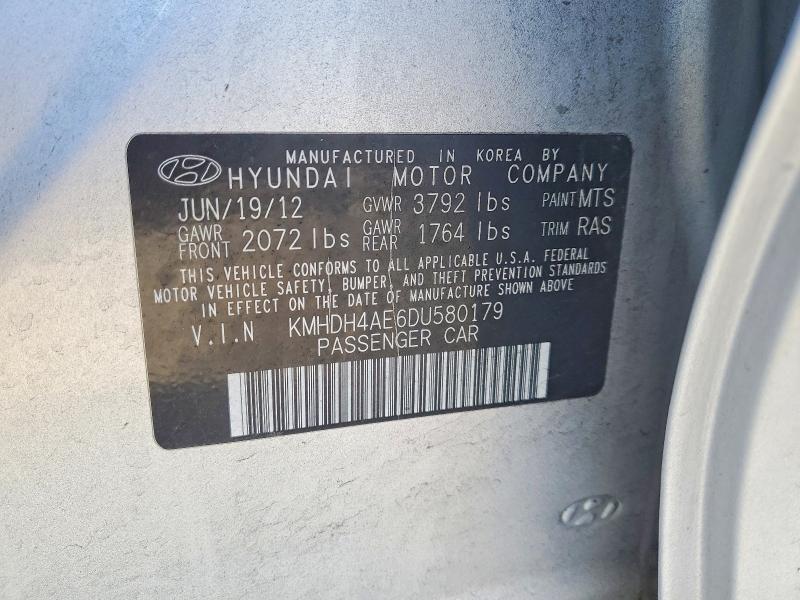 MANUFACTURED IN KOREA BY
HYUNDAI MOTOR COMPANY
JUN/19/12 GVWR 3792 lbs PAINT MTS
GAWR FRONT 2072 lbs GAWR REAR 1764 lbs TRIM RAS
THIS VEHICLE CONFORMS TO ALL APPLICABLE U.S.A. FEDERAL
MOTOR VEHICLE SAFETY, BUMPER, AND THEFT PREVENTION STANDARDS
IN EFFECT ON THE DATE OF MANUFACTURE SHOWN ABOVE.
V.I.N KMHDH4AE6DU580179
PASSENGER CAR